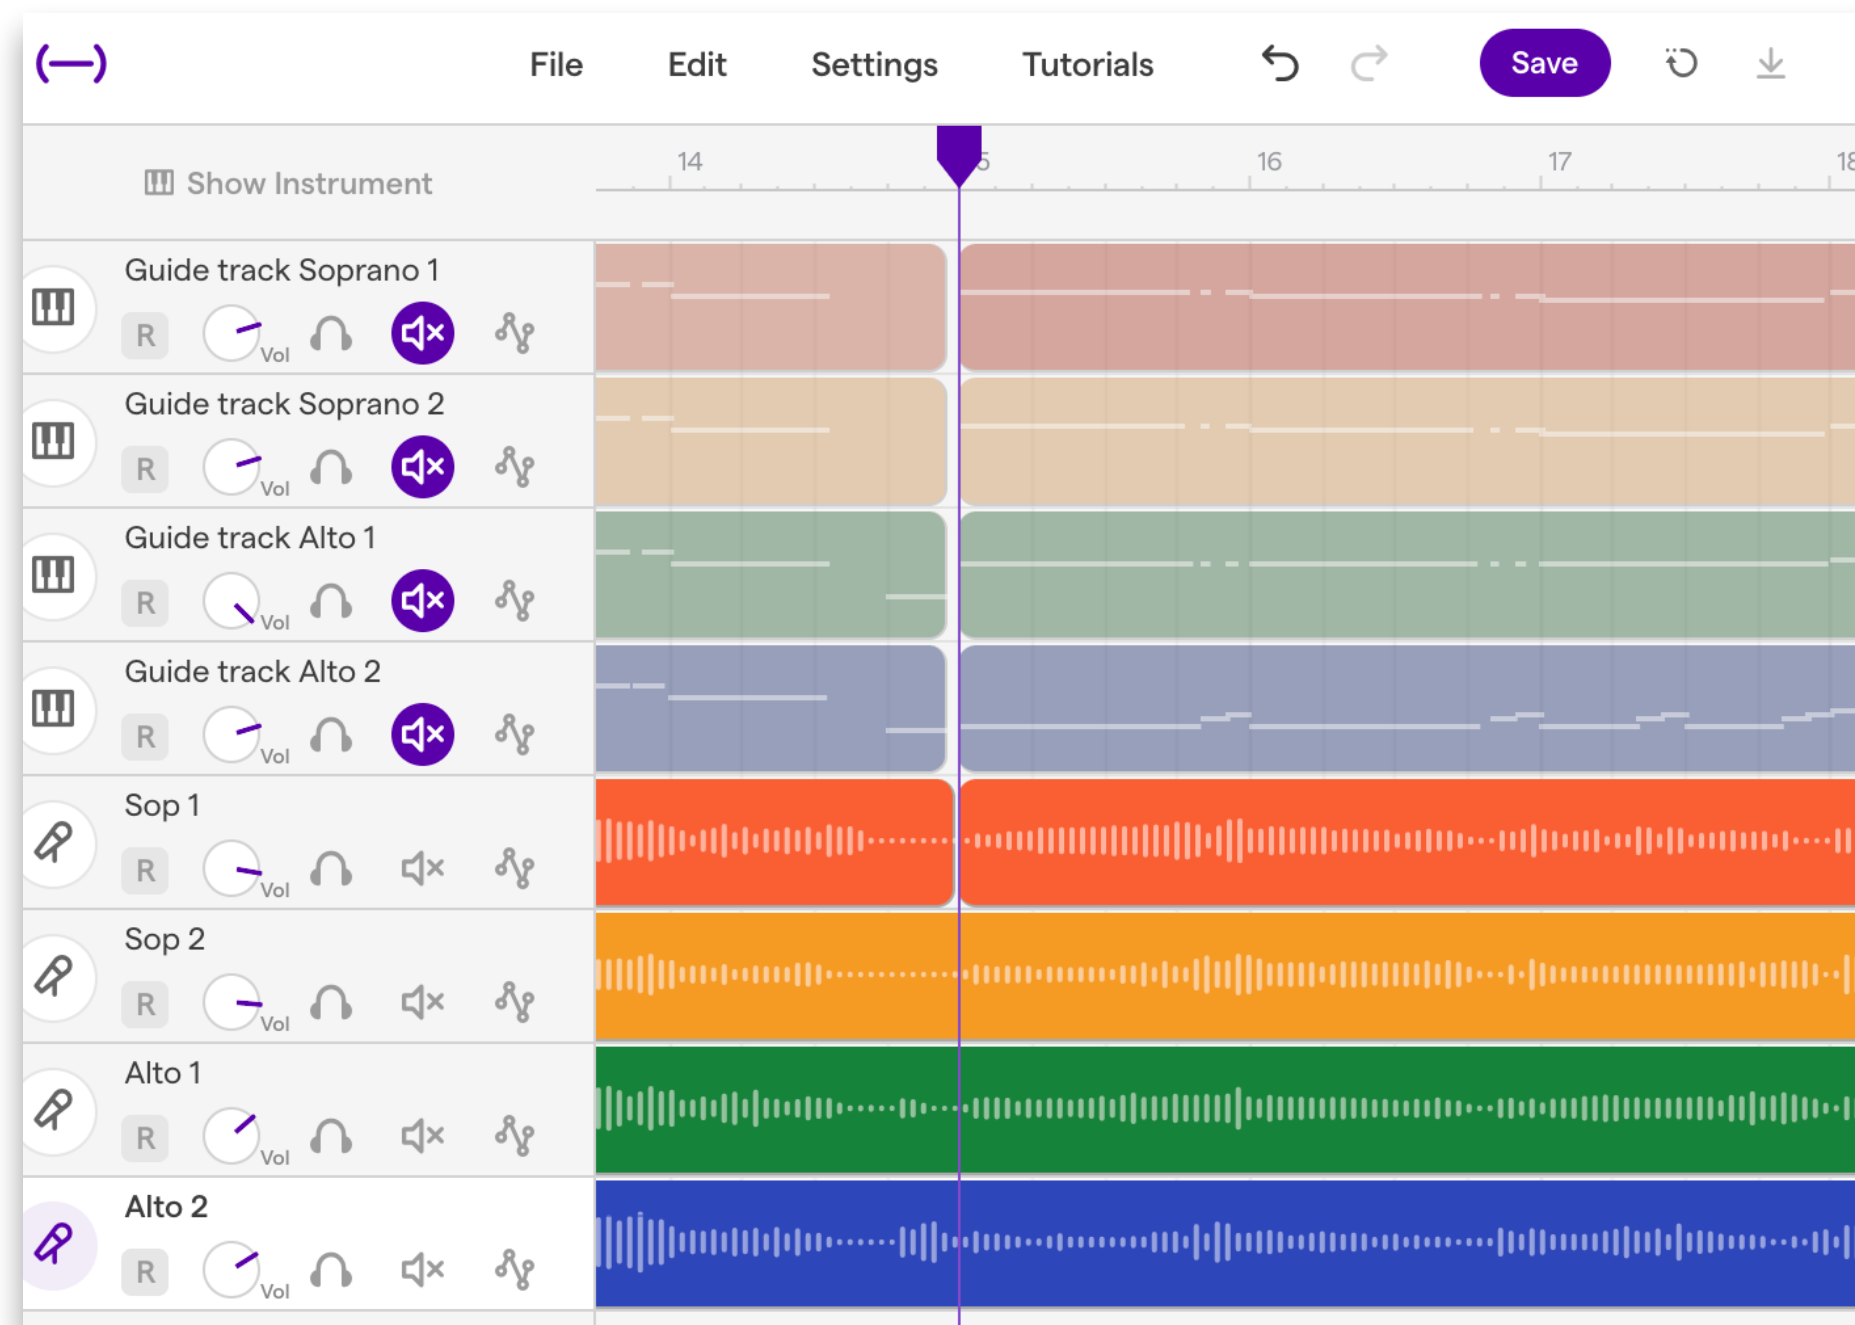 File Edit Settings Tutorials Save
Show Instrument
14 5 16 17 18
Guide track Soprano 1
R Vol
Guide track Soprano 2
R Vol
Guide track Alto 1
R Vol
Guide track Alto 2
R Vol
Sop 1
R Vol
Sop 2
R Vol
Alto 1
R Vol
Alto 2
R Vol